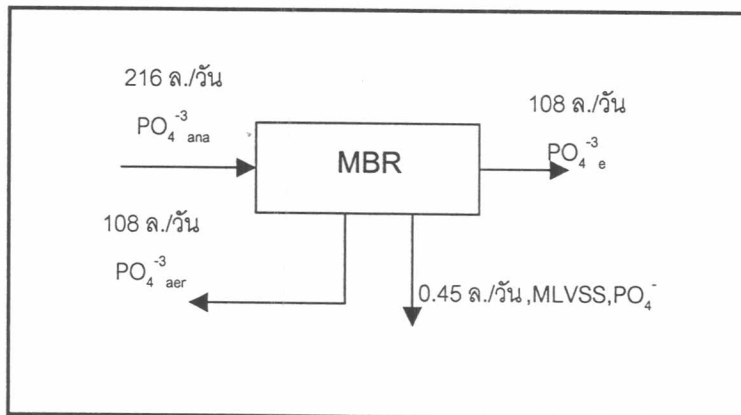 216 ล./วัน
PO₄⁻³ ana
MBR
108 ล./วัน
PO₄⁻³ e
108 ล./วัน
PO₄⁻³ aer
0.45 ล./วัน ,MLVSS,PO₄⁻